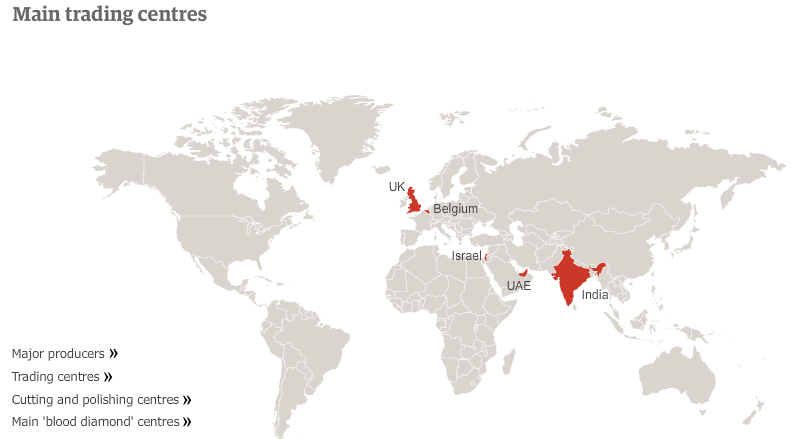 Main trading centres
UK
Belgium
Israel
UAE
India
Major producers »
Trading centres »
Cutting and polishing centres »
Main 'blood diamond' centres »